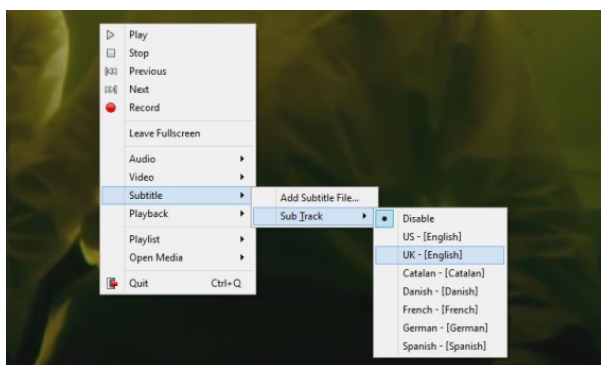 Play
Stop
Previous
Next
Record
Leave Fullscreen
Audio
Video
Subtitle
Playback
Playlist
Open Media
Quit Ctrl+Q
Add Subtitle File...
Sub Track
Disable
US - [English]
UK - [English]
Catalan - [Catalan]
Danish - [Danish]
French - [French]
German - [German]
Spanish - [Spanish]